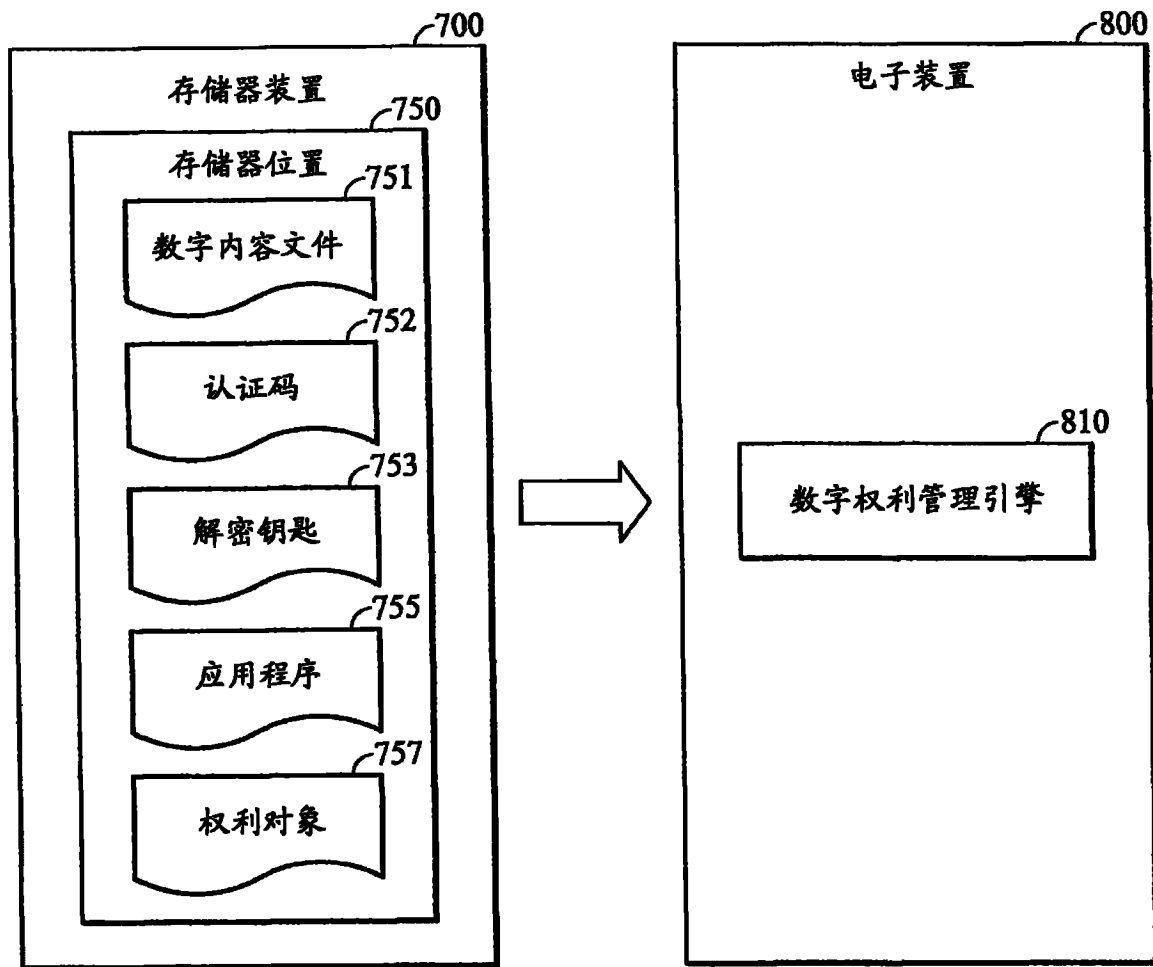 700
存储器装置
750
存储器位置
751
数字内容文件
752
认证码
753
解密钥匙
755
应用程序
757
权利对象
800
电子装置
810
数字权利管理引擎